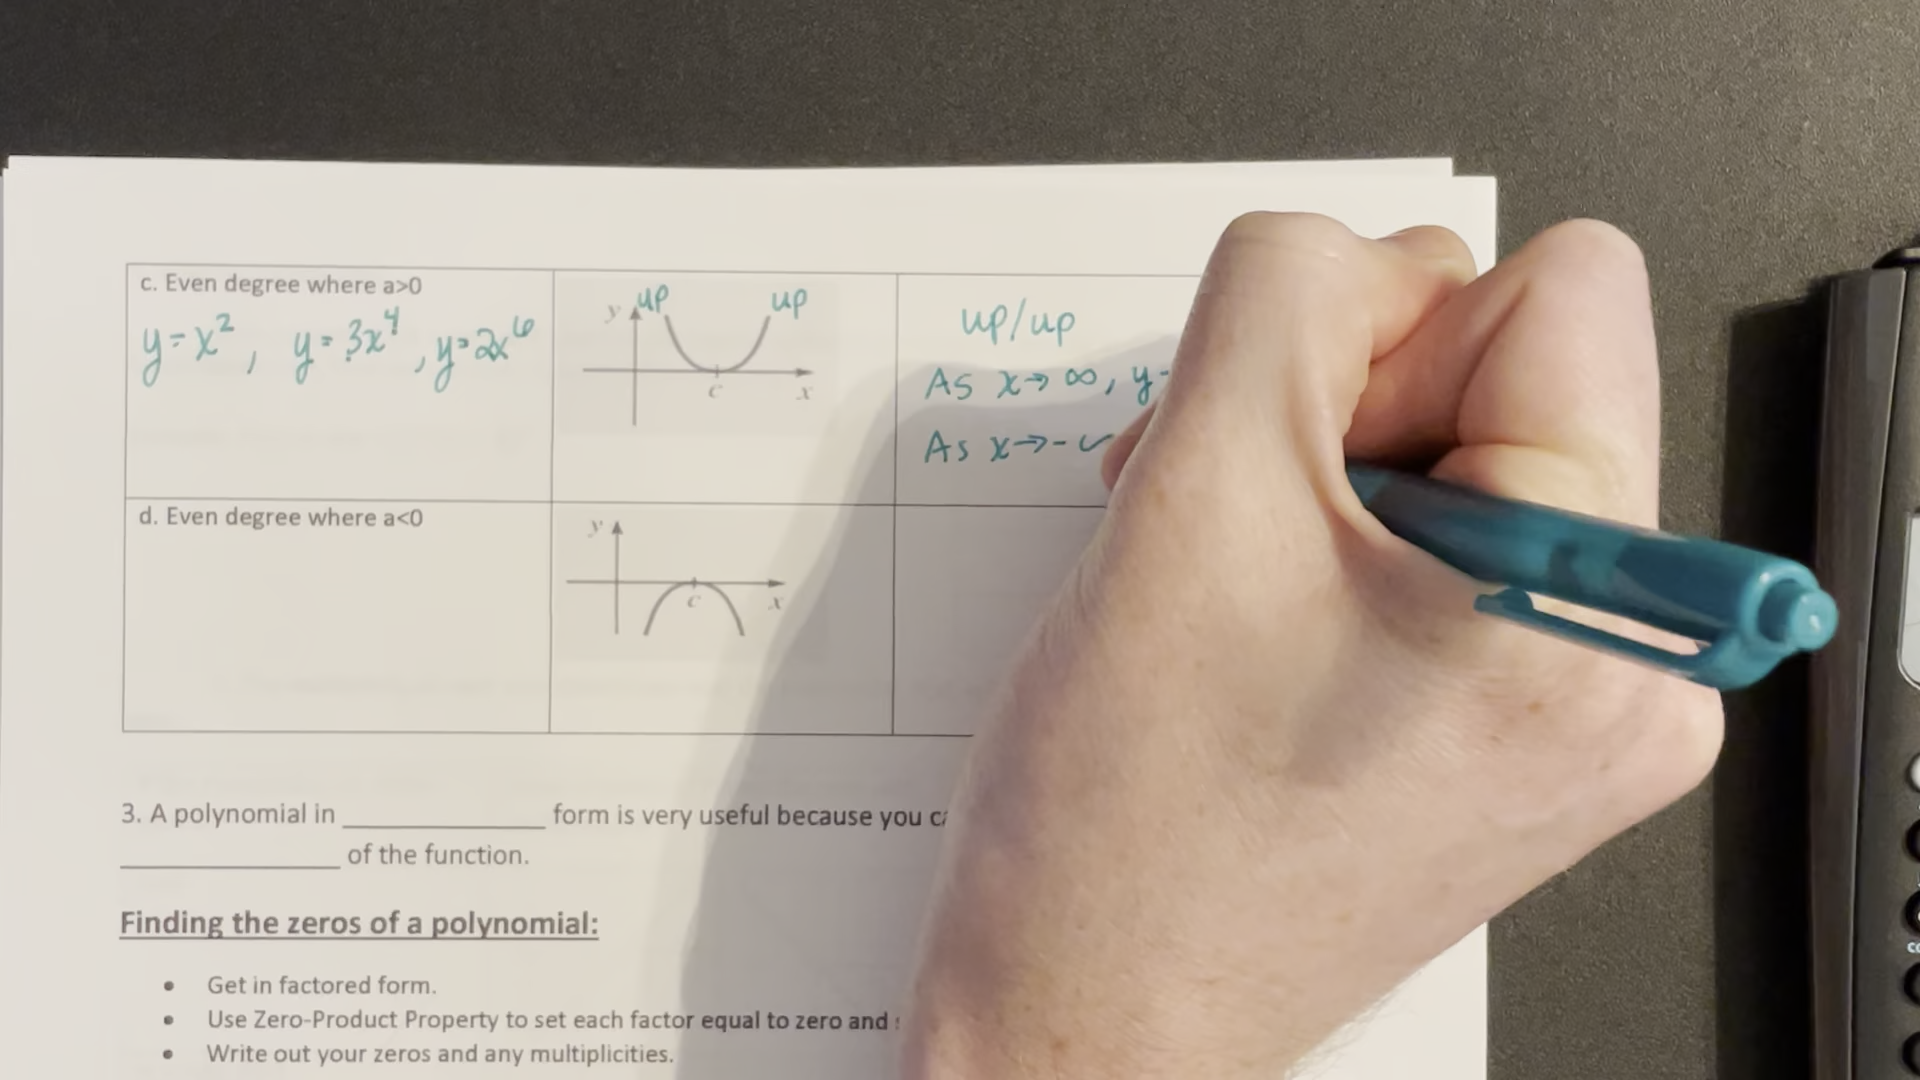 c. Even degree where a>0
y=x², y=3x⁴, y=2x⁶
y up up
c x
up/up
As x→∞, y-
As x→-
d. Even degree where a<0
y
c x
3. A polynomial in ____________ form is very useful because you
____________ of the function.
Finding the zeros of a polynomial:
• Get in factored form.
• Use Zero-Product Property to set each factor equal to zero and
• Write out your zeros and any multiplicities.